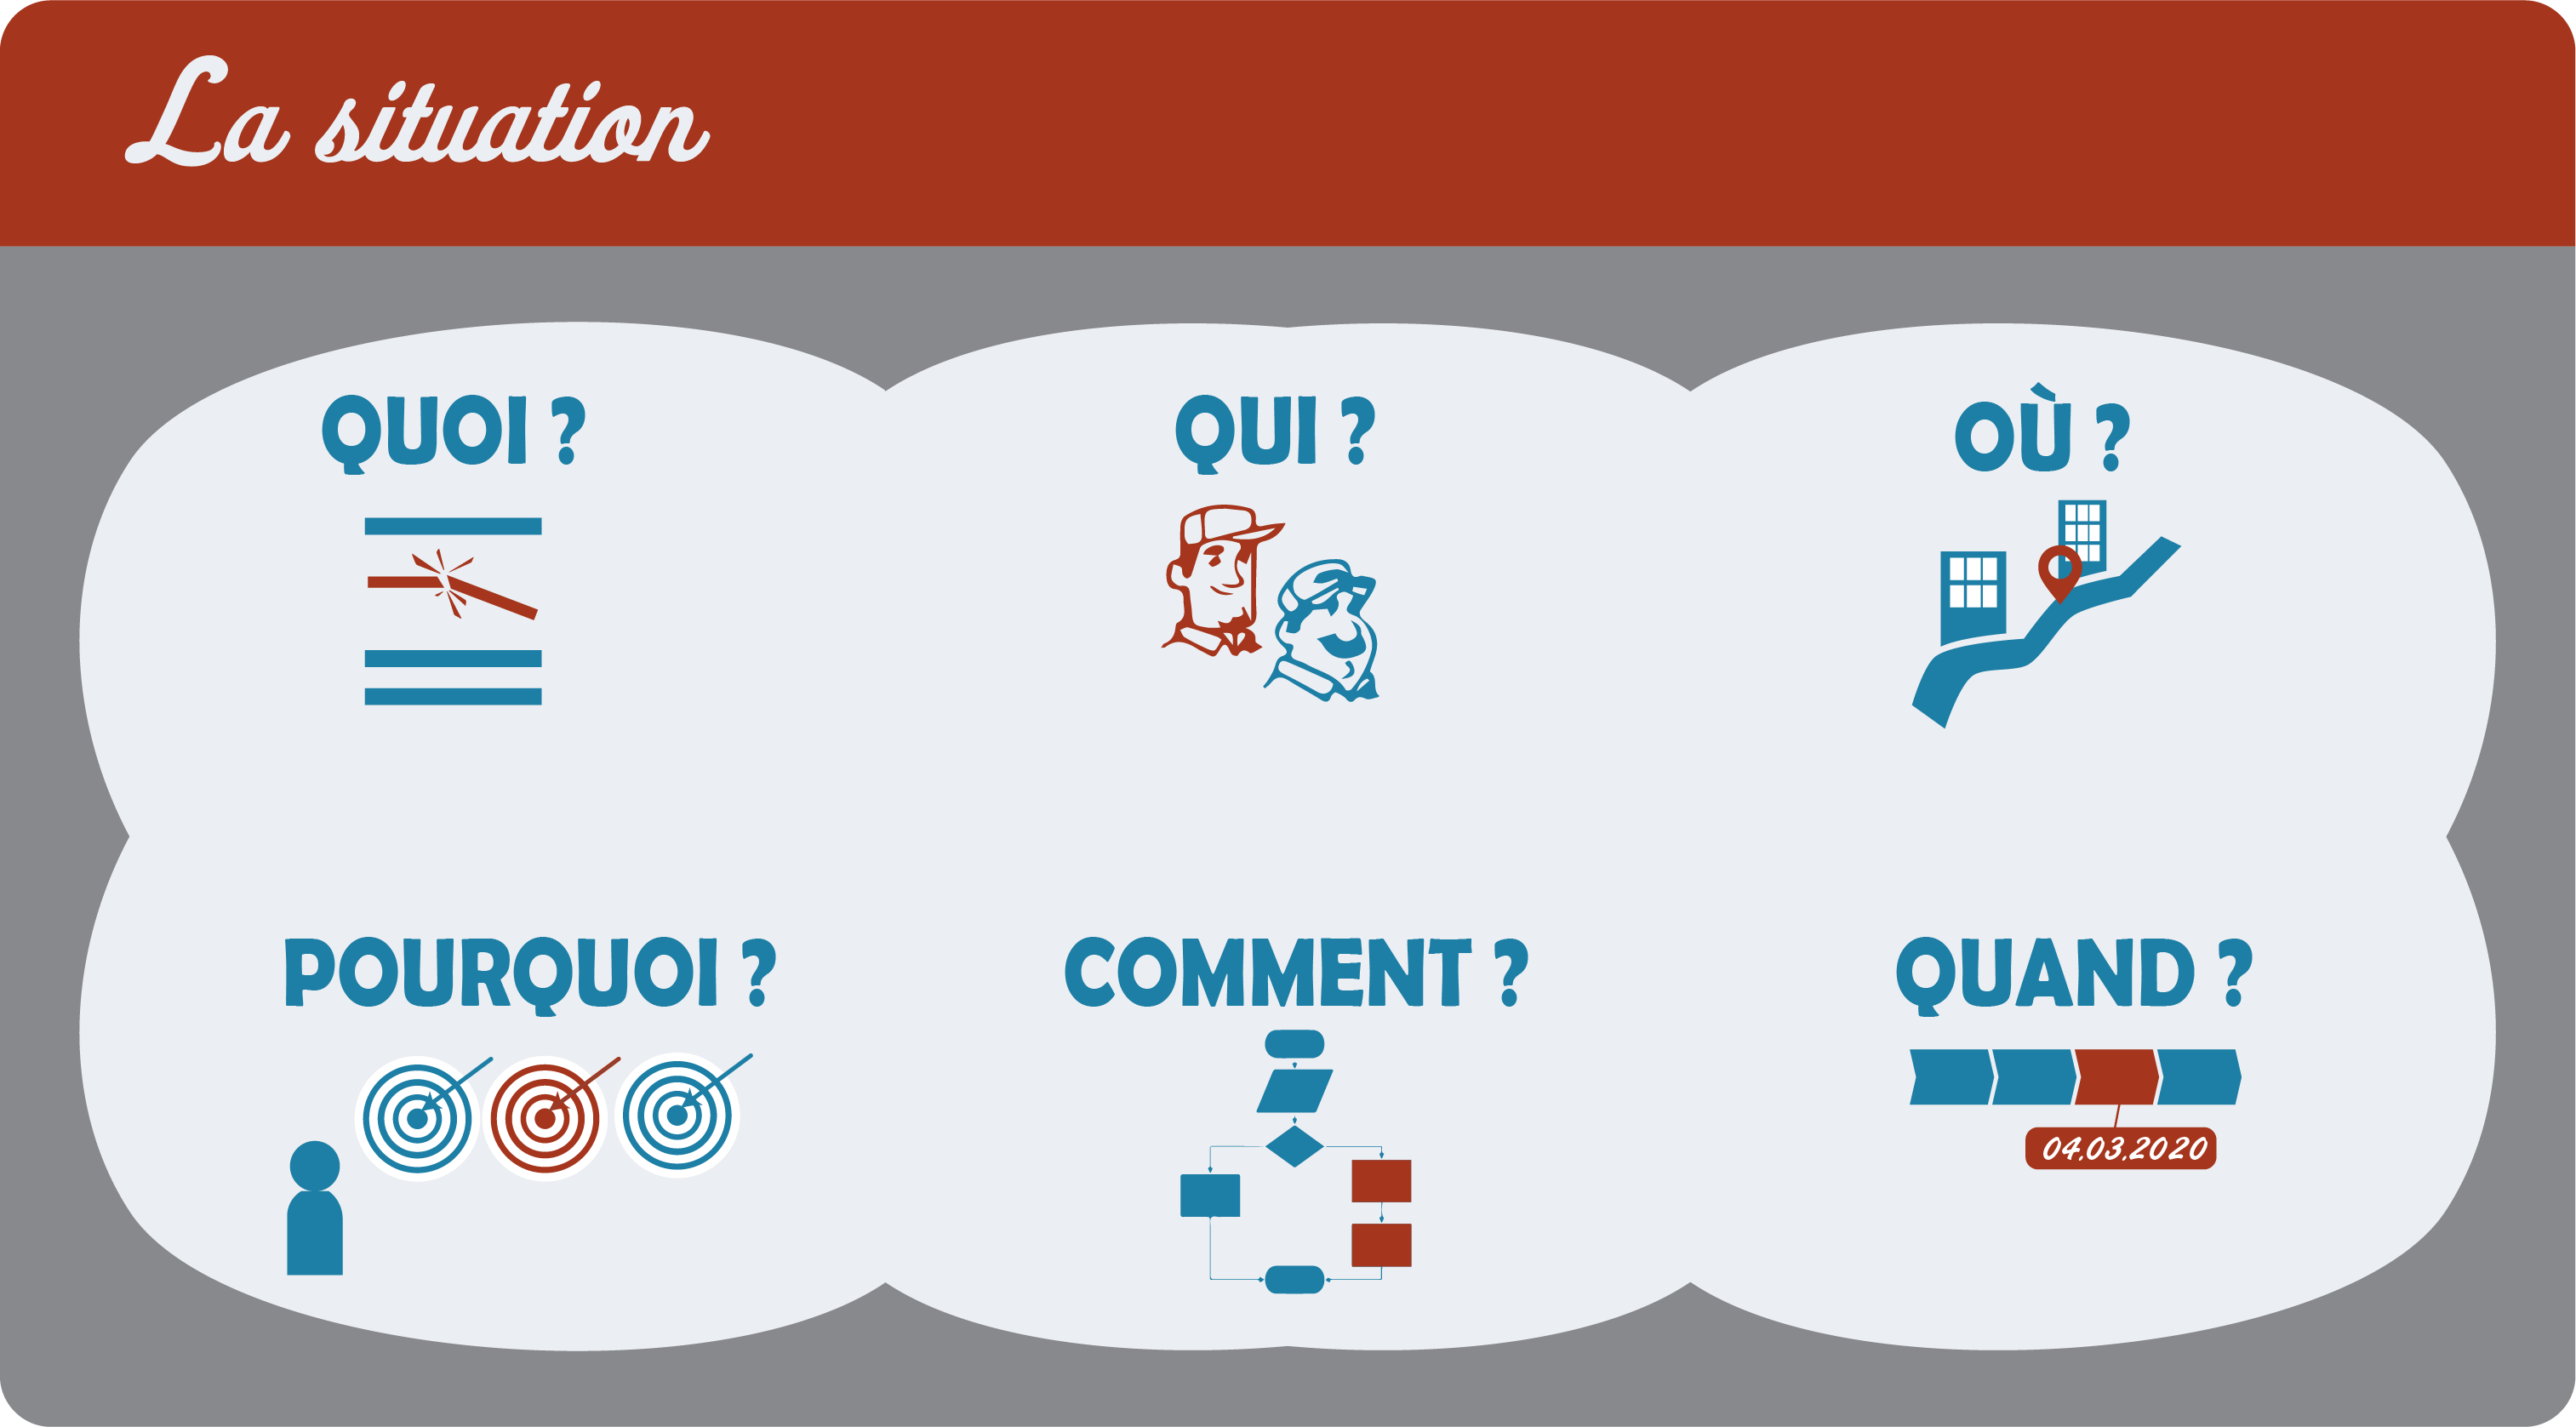 La situation
QUOI ?
QUI ?
OÙ ?
POURQUOI ?
COMMENT ?
QUAND ?
04.03.2020